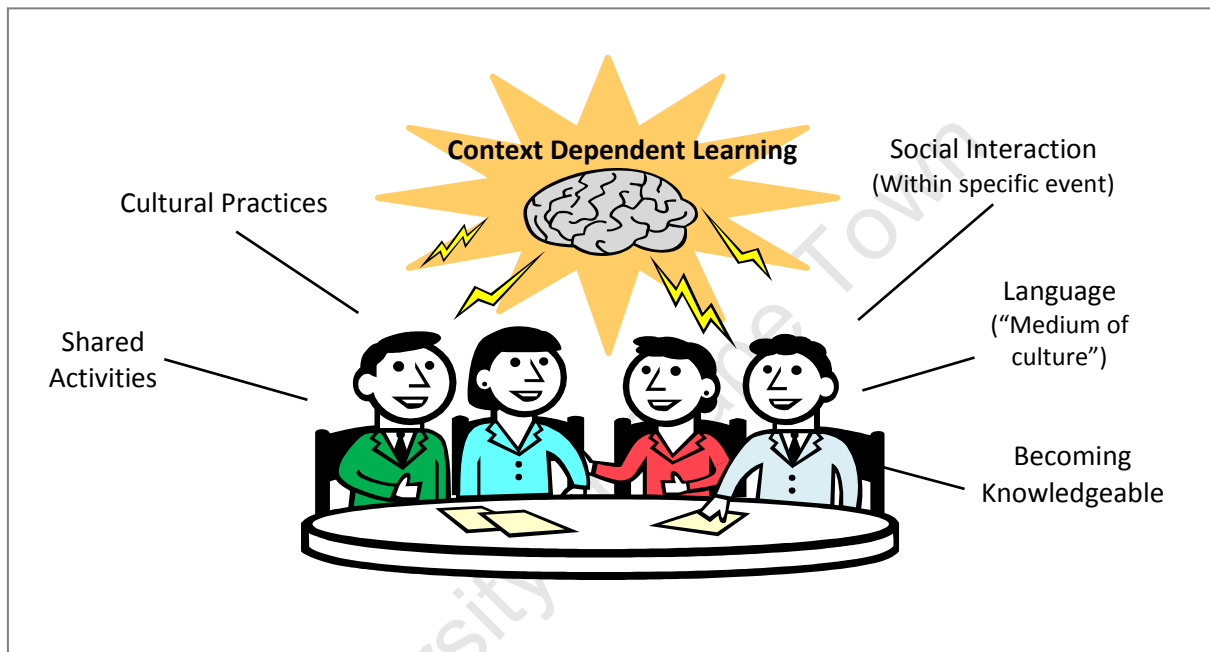 Context Dependent Learning
Cultural Practices
Shared
Activities
Social Interaction
(Within specific event)
Language
(“Medium of
culture”)
Becoming
Knowledgeable